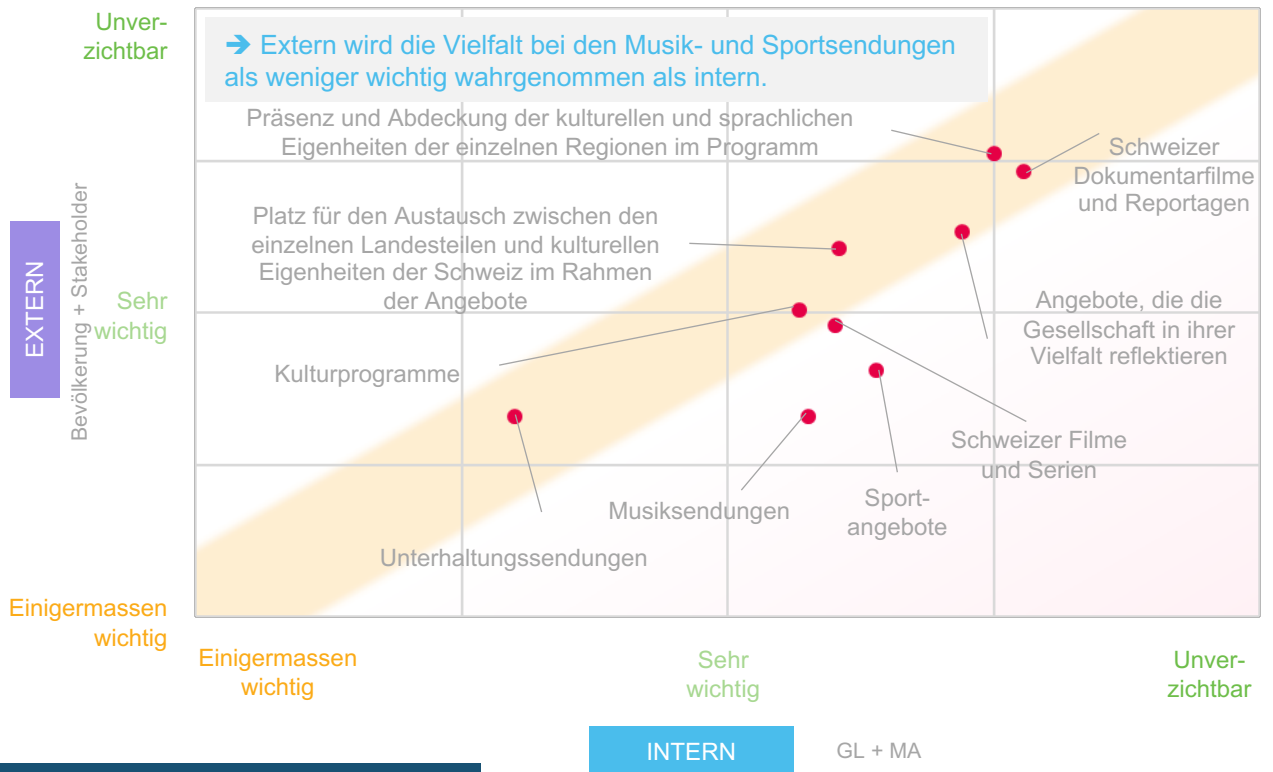 Unver-
zichtbar
➔ Extern wird die Vielfalt bei den Musik- und Sportsendungen
als weniger wichtig wahrgenommen als intern.
Präsenz und Abdeckung der kulturellen und sprachlichen
Eigenheiten der einzelnen Regionen im Programm
Schweizer
Dokumentarfilme
und Reportagen
Platz für den Austausch zwischen den
einzelnen Landesteilen und kulturellen
Eigenheiten der Schweiz im Rahmen
der Angebote
EXTERN
Bevölkerung + Stakeholder
Sehr
wichtig
Angebote, die die
Gesellschaft in ihrer
Vielfalt reflektieren
Kulturprogramme
Schweizer Filme
und Serien
Musiksendungen
Sport-
angebote
Unterhaltungssendungen
Einigermassen
wichtig
Einigermassen
wichtig
Sehr
wichtig
Unver-
zichtbar
INTERN
GL + MA